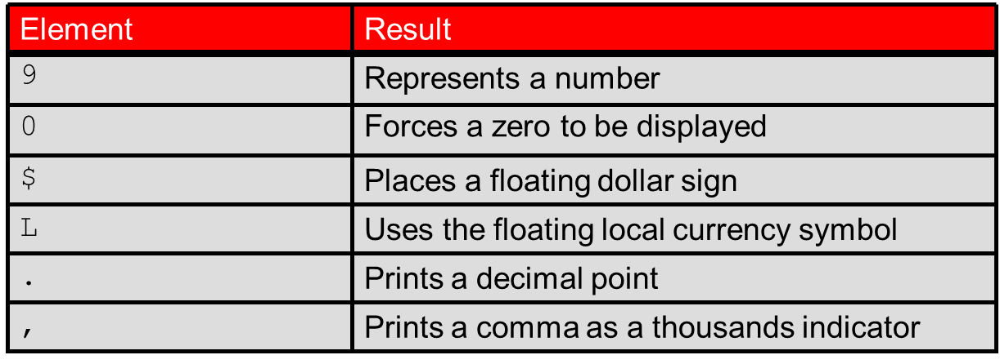 Element Result
9 Represents a number
0 Forces a zero to be displayed
$ Places a floating dollar sign
L Uses the floating local currency symbol
. Prints a decimal point
, Prints a comma as a thousands indicator